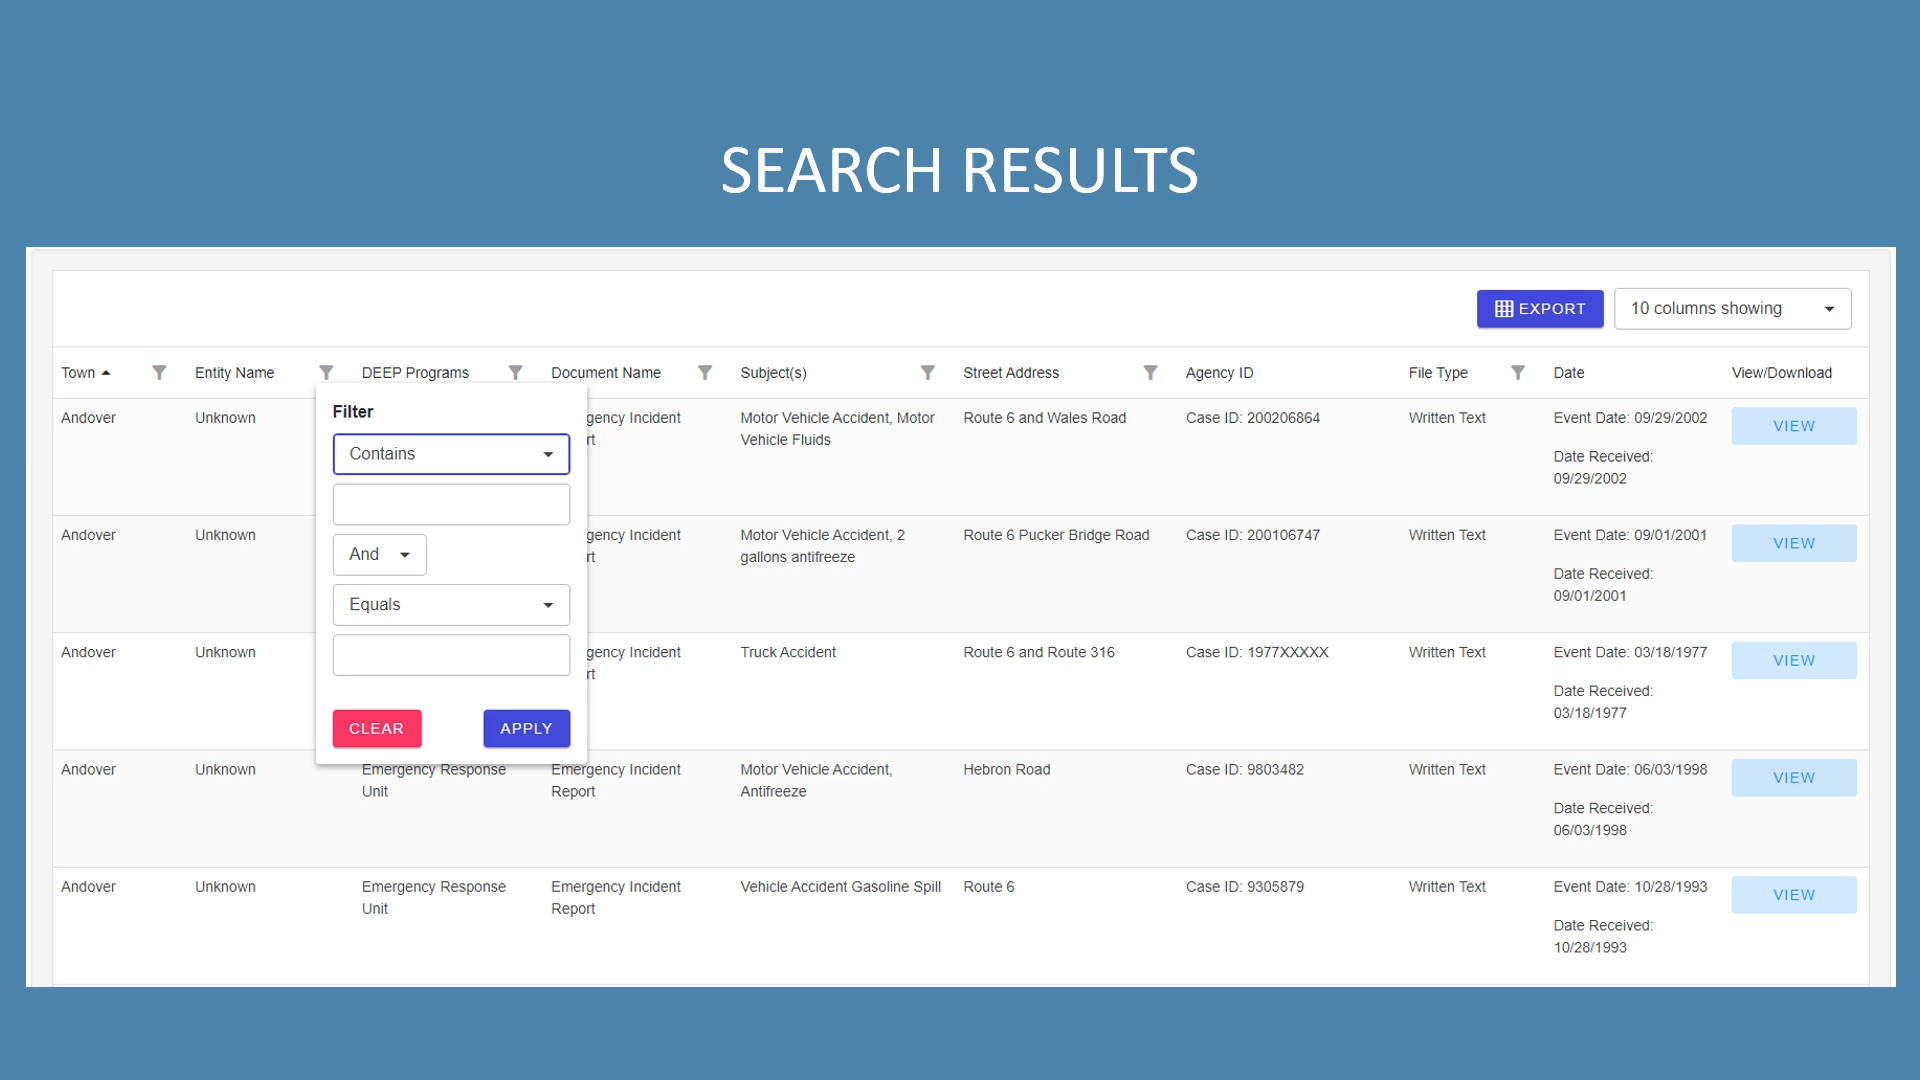 SEARCH RESULTS
EXPORT
10 columns showing
Town
Entity Name
DEEP Programs
Document Name
Subject(s)
Street Address
Agency ID
File Type
Date
View/Download
Filter
Contains
And
Equals
CLEAR
APPLY
Andover
Unknown
gency Incident
rt
Motor Vehicle Accident, Motor
Vehicle Fluids
Route 6 and Wales Road
Case ID: 200206864
Written Text
Event Date: 09/29/2002
Date Received:
09/29/2002
VIEW
Andover
Unknown
gency Incident
rt
Motor Vehicle Accident, 2
gallons antifreeze
Route 6 Pucker Bridge Road
Case ID: 200106747
Written Text
Event Date: 09/01/2001
Date Received:
09/01/2001
VIEW
Andover
Unknown
gency Incident
rt
Truck Accident
Route 6 and Route 316
Case ID: 1977XXXXX
Written Text
Event Date: 03/18/1977
Date Received:
03/18/1977
VIEW
Andover
Unknown
Emergency Response
Unit
Emergency Incident
Report
Motor Vehicle Accident,
Antifreeze
Hebron Road
Case ID: 9803482
Written Text
Event Date: 06/03/1998
Date Received:
06/03/1998
VIEW
Andover
Unknown
Emergency Response
Unit
Emergency Incident
Report
Vehicle Accident Gasoline Spill
Route 6
Case ID: 9305879
Written Text
Event Date: 10/28/1993
Date Received:
10/28/1993
VIEW